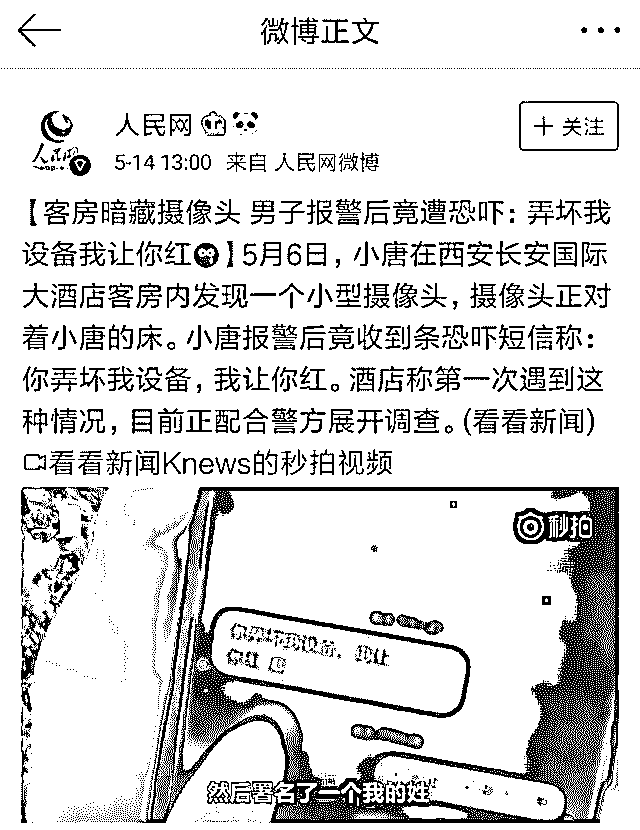 微博正文
人民网
+ 关注
5-14 13:00 来自 人民网微博
【客房暗藏摄像头 男子报警后竟遭恐吓：弄坏我
设备我让你红】5月6日，小唐在西安长安国际
大酒店客房内发现一个小型摄像头，摄像头正对
着小唐的床。小唐报警后竟收到条恐吓短信称：
你弄坏我设备，我让你红。酒店称第一次遇到这
种情况，目前正配合警方展开调查。(看看新闻)
看看新闻Knews的秒拍视频
秒拍
你弄坏我设备，我让
你红
然后署名了一个我的姓